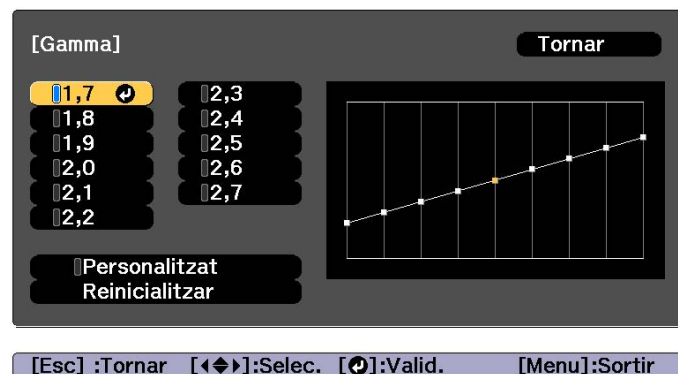 [Gamma] Tornar
1,7 2,3
1,8 2,4
1,9 2,5
2,0 2,6
2,1 2,7
2,2
Personalitzat
Reinicialitzar
[Esc] :Tornar [ ]:Selec. [ ]:Valid. [Menu]:Sortir